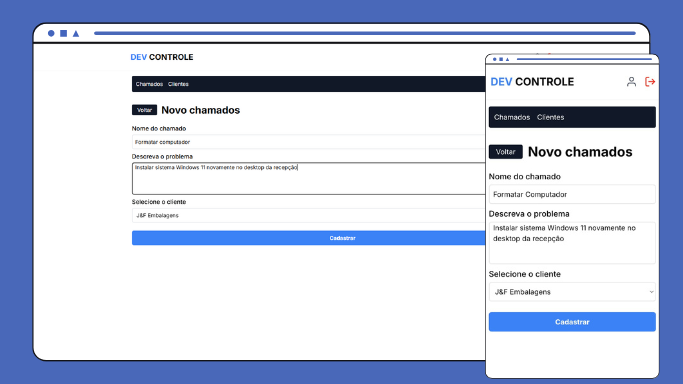 DEV CONTROLE
Chamados Clientes
Voltar Novo chamados
Nome do chamado
Formatar computador
Descreva o problema
Instalar sistema Windows 11 novamente no desktop da recepção
Selecione o cliente
J&F Embalagens
Cadastrar
DEV CONTROLE
Chamados Clientes
Voltar Novo chamados
Nome do chamado
Formatar Computador
Descreva o problema
Instalar sistema Windows 11 novamente no
desktop da recepção
Selecione o cliente
J&F Embalagens
Cadastrar